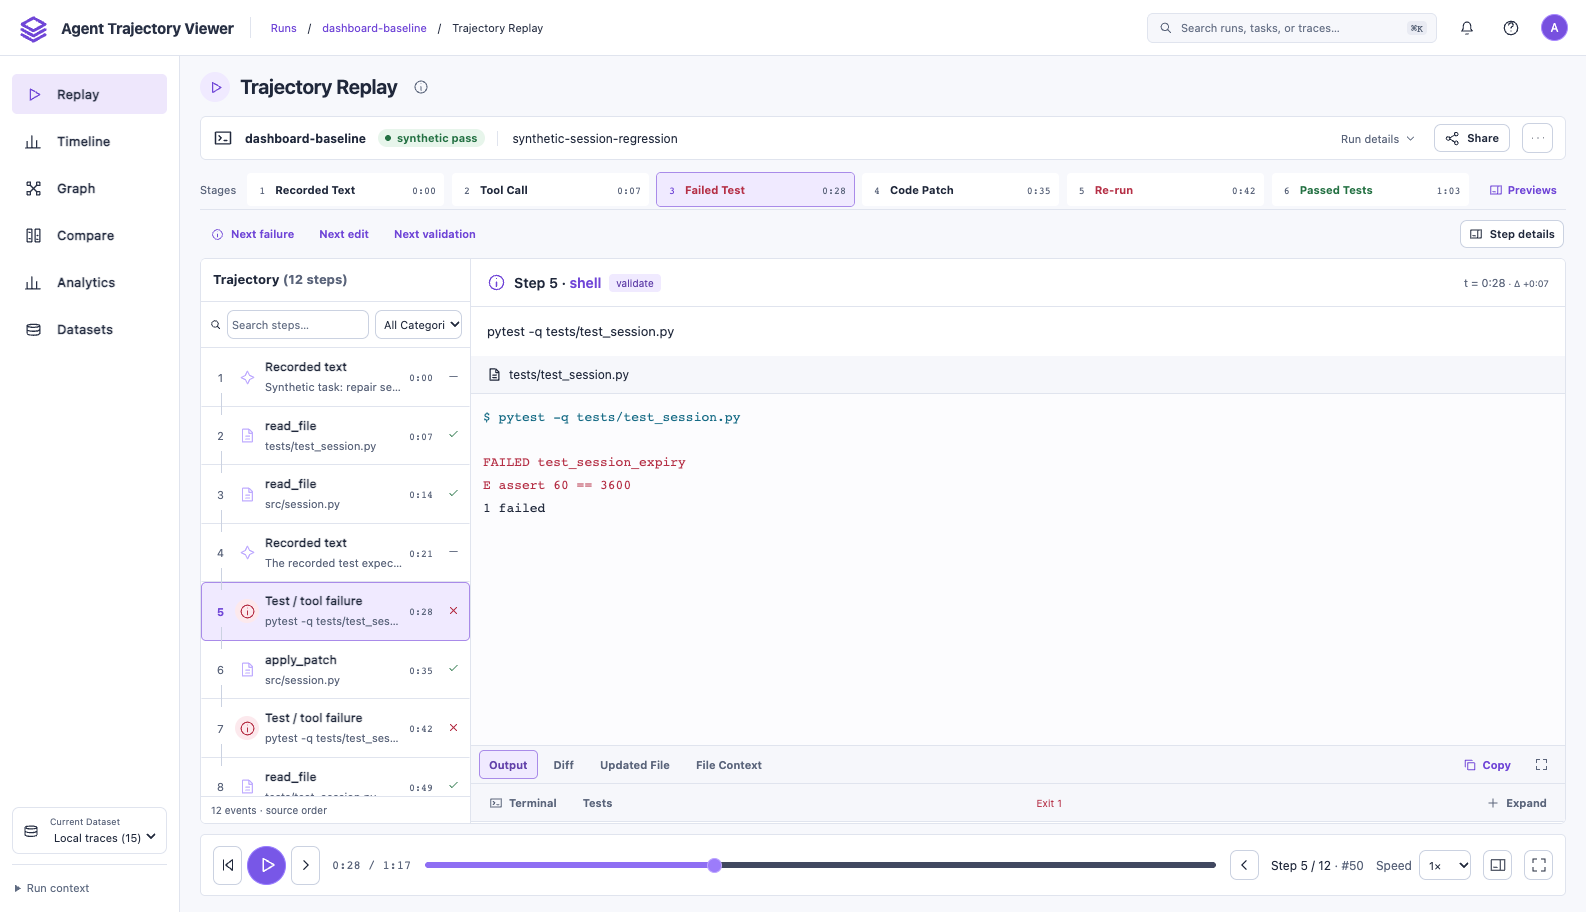 Agent Trajectory Viewer
Runs / dashboard-baseline / Trajectory Replay
Search runs, tasks, or traces...
⌘K
A
Replay
Timeline
Graph
Compare
Analytics
Datasets
Current Dataset
Local traces (15)
Run context
Trajectory Replay
dashboard-baseline
synthetic pass
synthetic-session-regression
Run details
Share
...
Stages
1 Recorded Text 0:00
2 Tool Call 0:07
3 Failed Test 0:28
4 Code Patch 0:35
5 Re-run 0:42
6 Passed Tests 1:03
Previews
Next failure
Next edit
Next validation
Step details
Trajectory (12 steps)
Search steps...
All Categori
1 Recorded text 0:00 —
Synthetic task: repair se...
2 read_file 0:07
tests/test_session.py
3 read_file 0:14
src/session.py
4 Recorded text 0:21 —
The recorded test expec...
5 Test / tool failure 0:28
pytest -q tests/test_ses...
6 apply_patch 0:35
src/session.py
7 Test / tool failure 0:42
pytest -q tests/test_ses...
8 read_file 0:49
tests/test_session.py
12 events · source order
Step 5 · shell
validate
t = 0:28 · Δ +0:07
pytest -q tests/test_session.py
tests/test_session.py
$ pytest -q tests/test_session.py
FAILED test_session_expiry
E assert 60 == 3600
1 failed
Output
Diff
Updated File
File Context
Copy
Terminal
Tests
Exit 1
Expand
0:28 / 1:17
Step 5 / 12 · #50
Speed
1×